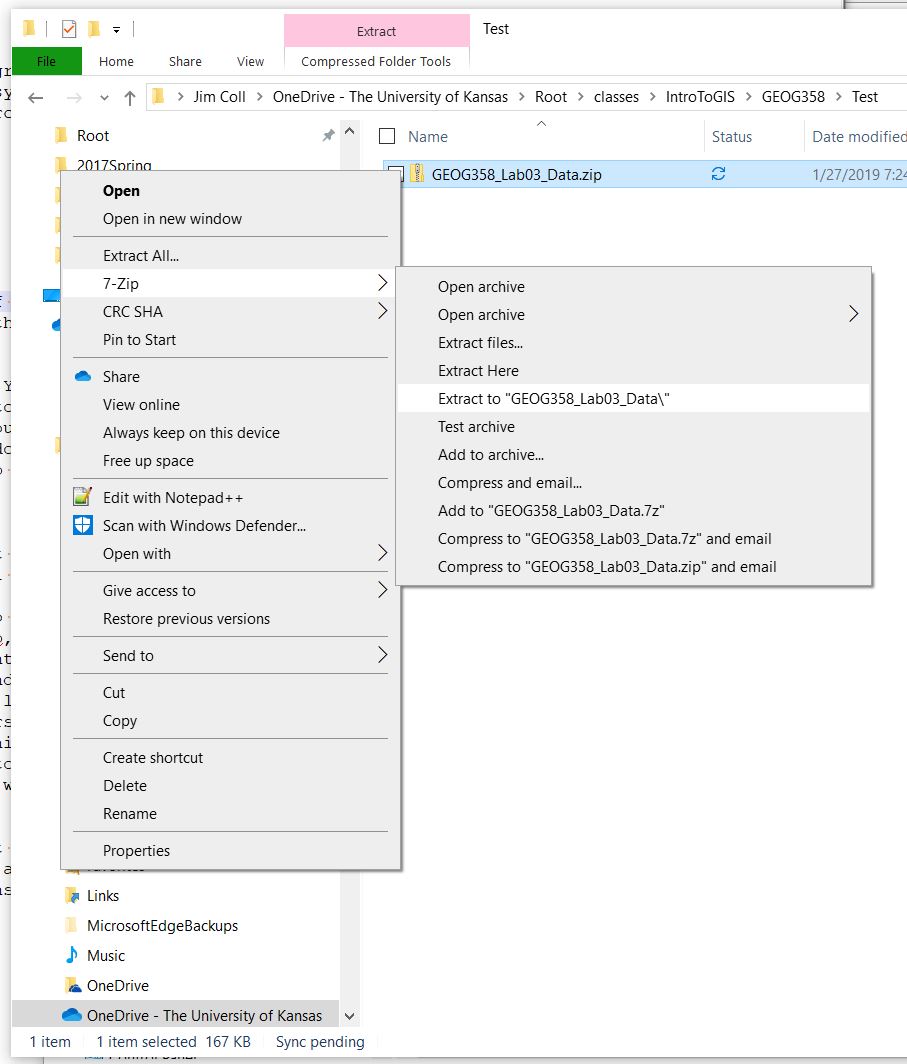 Extract
Test
File
Home
Share
View
Compressed Folder Tools
Jim Coll
OneDrive - The University of Kansas
Root
classes
IntroToGIS
GEOG358
Test
Root
2017Spring
Name
Status
Date modified
GEOG358_Lab03_Data.zip
1/27/2019 7:24
Open
Open in new window
Extract All...
7-Zip
CRC SHA
Pin to Start
Share
View online
Always keep on this device
Free up space
Edit with Notepad++
Scan with Windows Defender...
Open with
Give access to
Restore previous versions
Send to
Cut
Copy
Create shortcut
Delete
Rename
Properties
Open archive
Open archive
Extract files...
Extract Here
Extract to "GEOG358_Lab03_Data\"
Test archive
Add to archive...
Compress and email...
Add to "GEOG358_Lab03_Data.7z"
Compress to "GEOG358_Lab03_Data.7z" and email
Compress to "GEOG358_Lab03_Data.zip" and email
Links
MicrosoftEdgeBackups
Music
OneDrive
OneDrive - The University of Kansas
1 item
1 item selected 167 KB
Sync pending